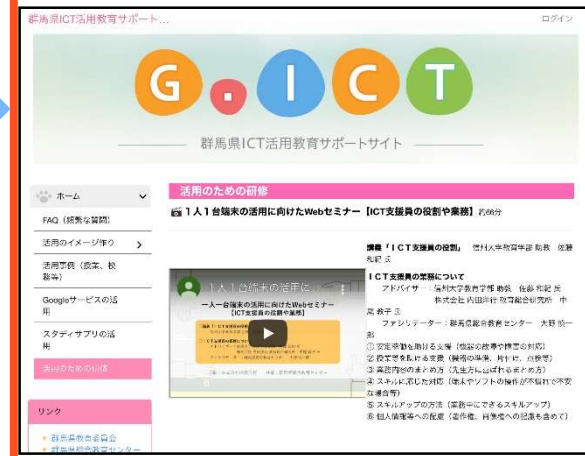 群馬県ICT活用教育サポート...
ログイン
G.ICT
群馬県ICT活用教育サポートサイト
ホーム
FAQ（頻繁な質問）
活用のイメージ作り
活用事例（授業、校
務等）
Googleサービスの活
用
スタディサプリの活
用
活用のための研修
リンク
群馬県教育委員会
群馬県総合教育センター
活用のための研修
1人1台端末の活用に向けたWebセミナー【ICT支援員の役割や業務】約66分
1人1台端末の活用に...
一人一台端末の活用に向けたWebセミナー
【ICT支援員の役割や業務】
講義「ICT支援員の役割」 信州大学教育学部 助教 佐藤
和紀 氏
ICT支援員の業務について
アドバイザー：信州大学教育学部 助教 佐藤 和紀 氏
株式会社 内田洋行 教育総合研究所 中
尾 教子 氏
ファシリテーター：群馬県総合教育センター 大野 慎一
郎
① 安定稼働を助ける支援（機器の故障や障害の対応）
② 授業等を助ける支援（機器の準備、片付け、点検等）
③ 業務内容のまとめ方（先生方に喜ばれるまとめ方）
④ スキルに応じた対応（端末やソフトの操作が不慣れで不安
な場合等）
⑤ スキルアップの方法（業務中にできるスキルアップ）
⑥ 個人情報等への配慮（著作権、肖像権への配慮も含めて）